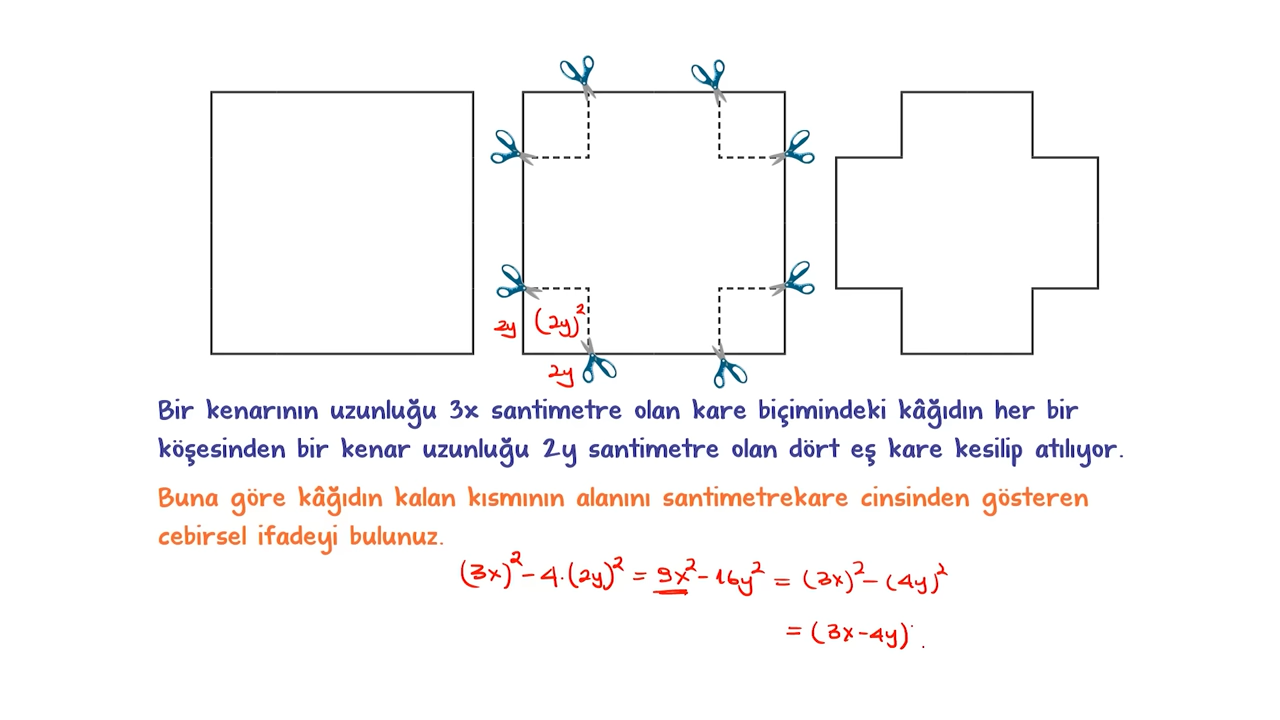 2y (2y)²
2y
Bir kenarının uzunluğu 3x santimetre olan kare biçimindeki kâğıdın her bir
köşesinden bir kenar uzunluğu 2y santimetre olan dört eş kare kesilip atılıyor.
Buna göre kâğıdın kalan kısmının alanını santimetrekare cinsinden gösteren
cebirsel ifadeyi bulunuz.
(3x)² - 4.(2y)² = 9x² - 16y² = (3x)² - (4y)²
= (3x - 4y) .